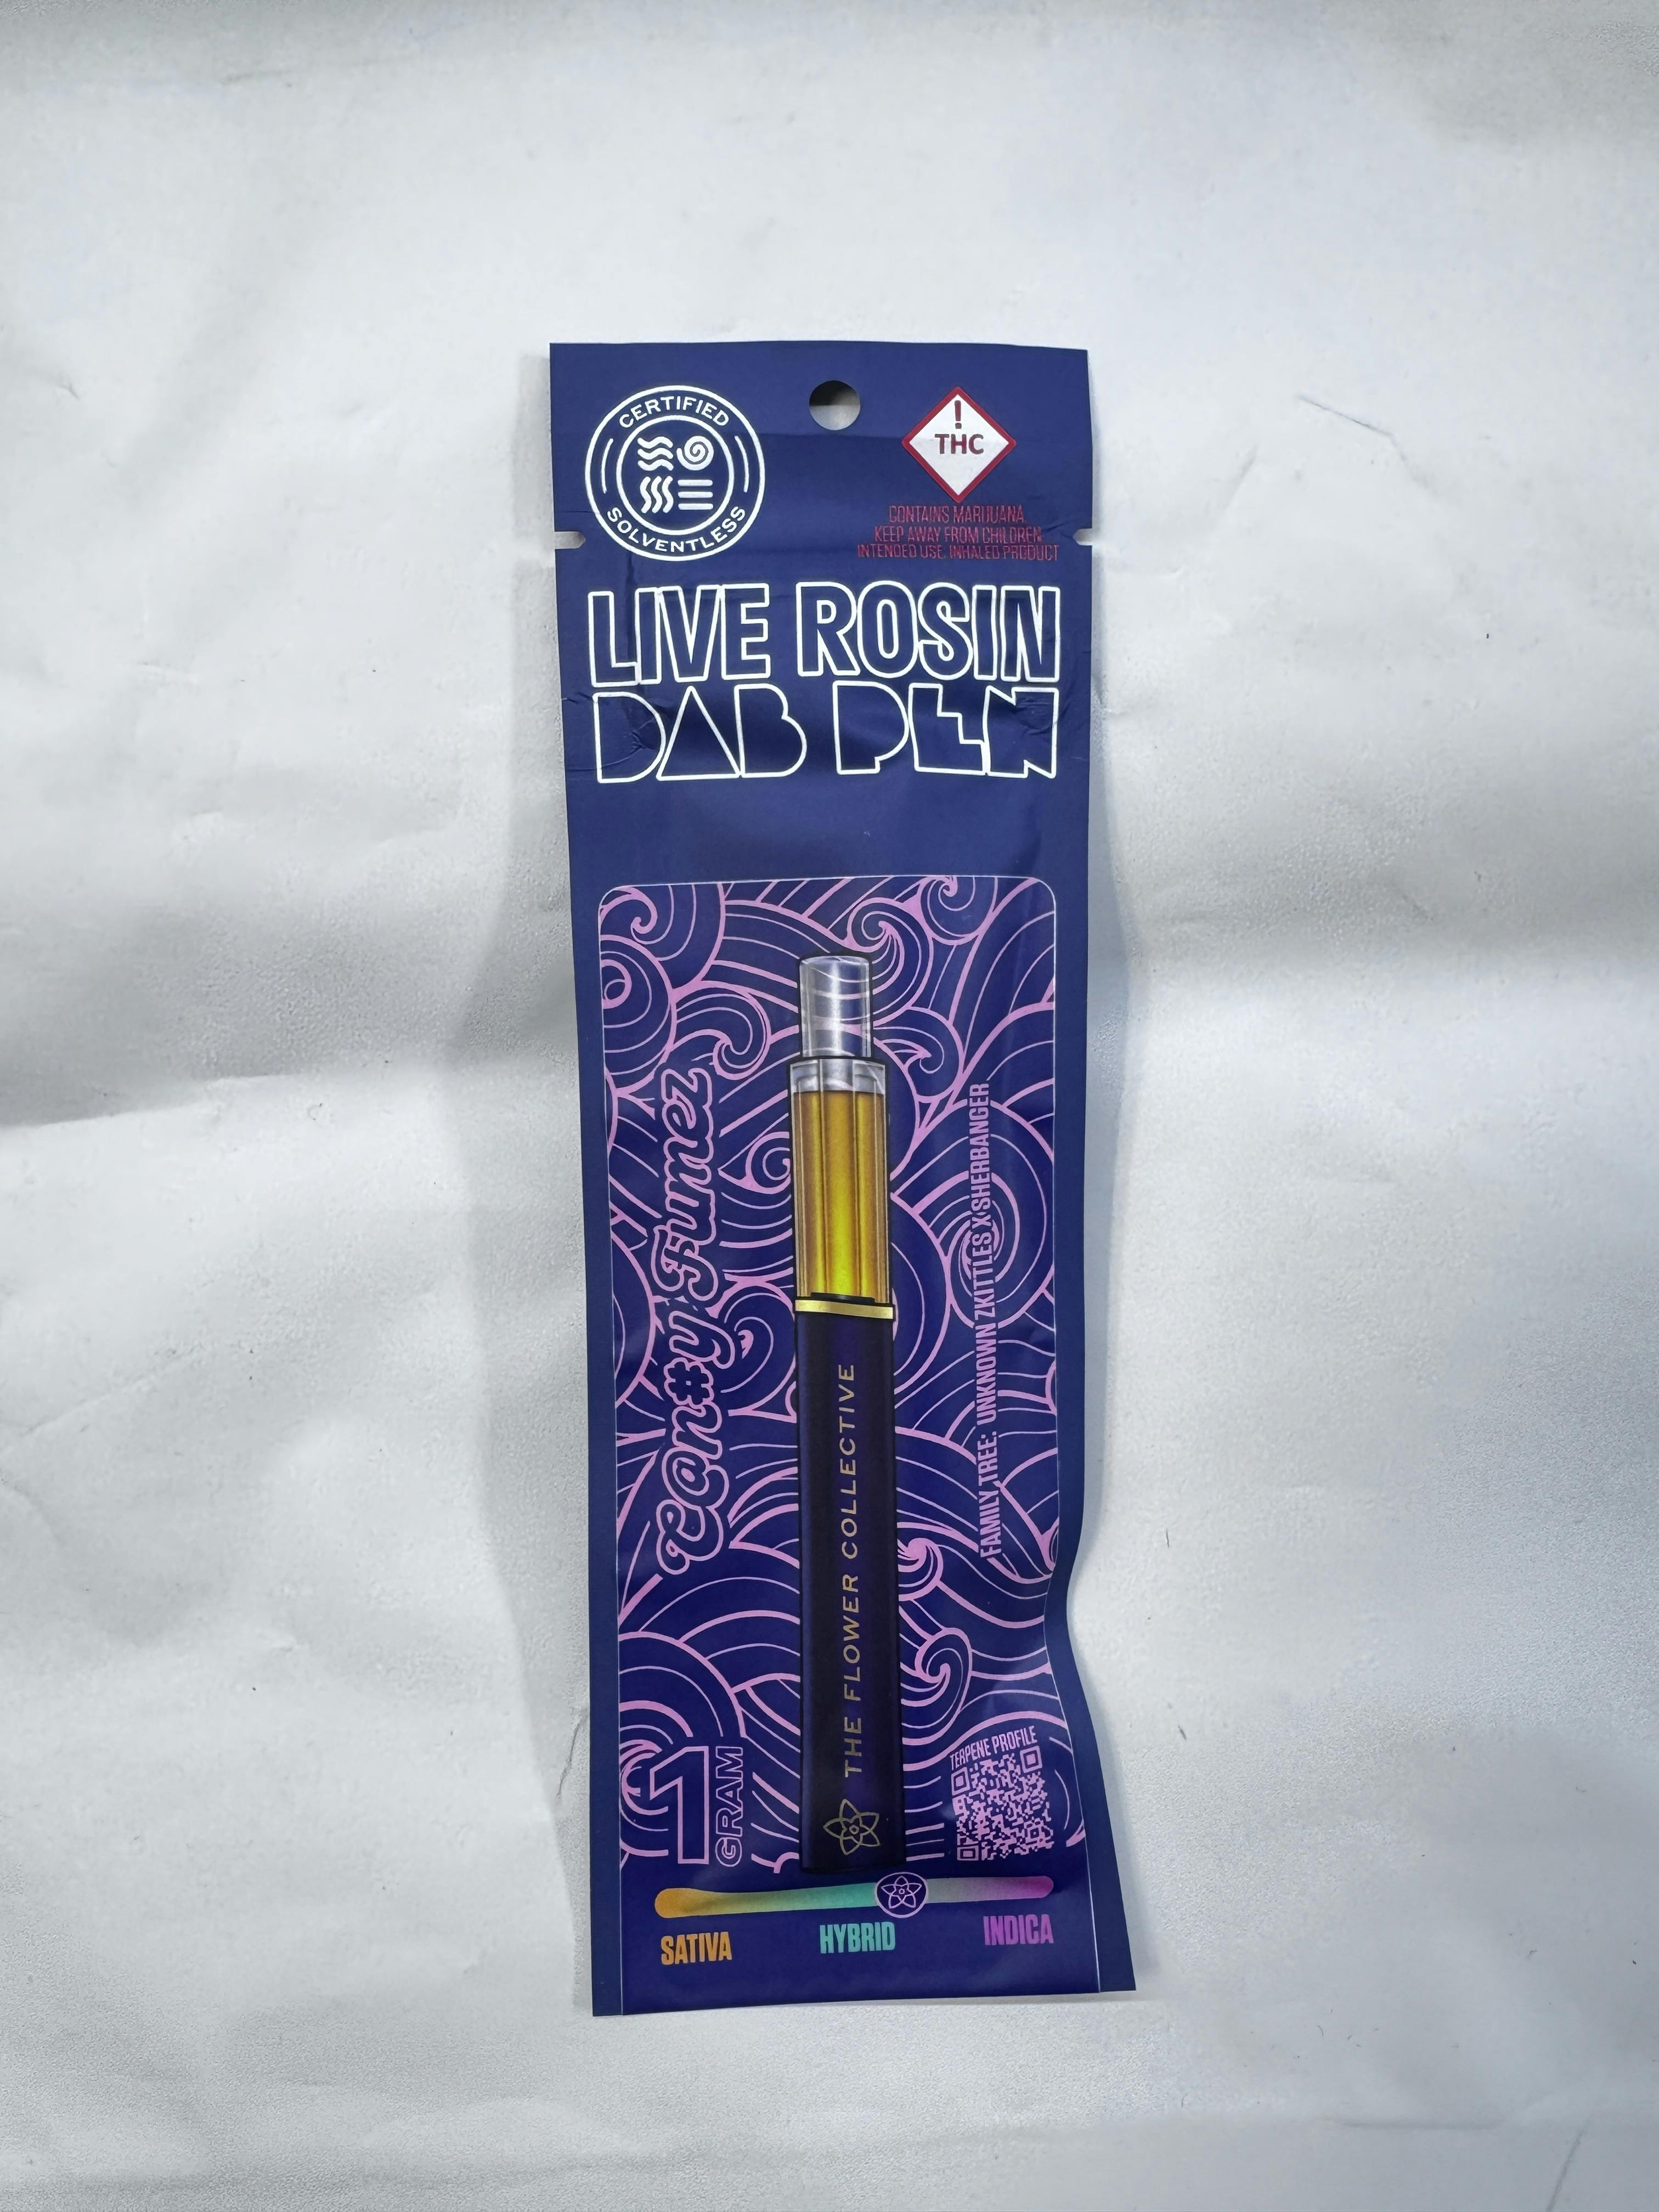 CERTIFIED
SOLVENTLESS
!
THC
CONTAINS MARIJUANA.
KEEP AWAY FROM CHILDREN.
INTENDED USE: INHALED PRODUCT
LIVE ROSIN
DAB PEN
C@n#y Fumez
THE FLOWER COLLECTIVE
FAMILY TREE: UNKNOWN ZKITTLES X SHERBANGER
1
GRAM
TERPENE PROFILE
SATIVA
HYBRID
INDICA